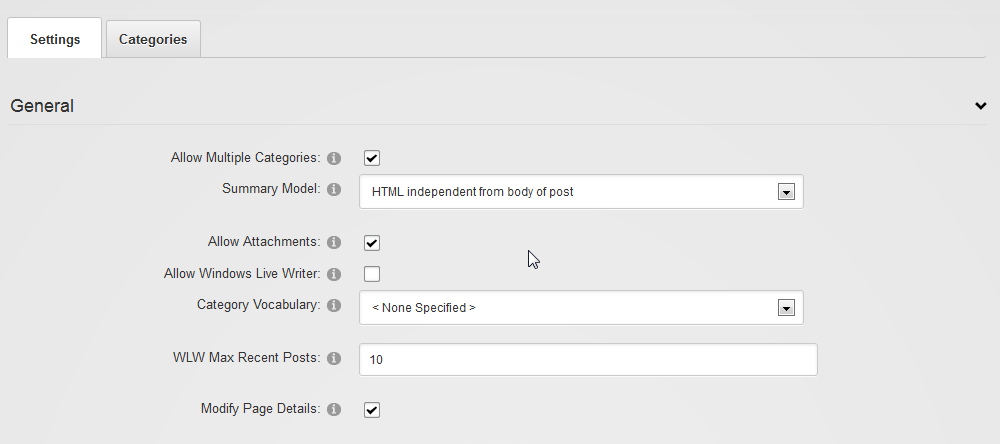 Settings
Categories
General
Allow Multiple Categories:
Summary Model: HTML independent from body of post
Allow Attachments:
Allow Windows Live Writer:
Category Vocabulary: < None Specified >
WLW Max Recent Posts: 10
Modify Page Details: